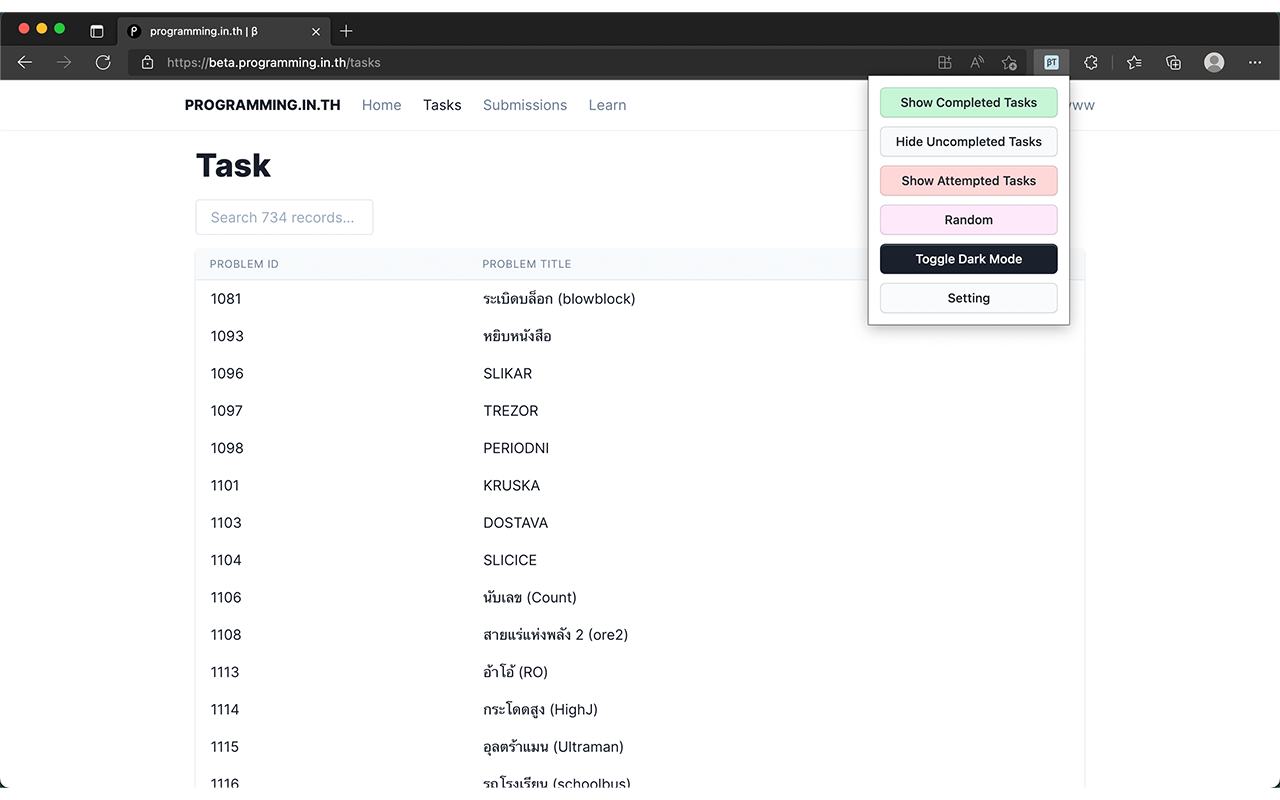 programming.in.th | β
https://beta.programming.in.th/tasks
βT
PROGRAMMING.IN.TH Home Tasks Submissions Learn
Show Completed Tasks
Hide Uncompleted Tasks
Show Attempted Tasks
Random
Toggle Dark Mode
Setting
Task
Search 734 records...
PROBLEM ID PROBLEM TITLE
1081 ระเบิดบล็อก (blowblock)
1093 หยิบหนังสือ
1096 SLIKAR
1097 TREZOR
1098 PERIODNI
1101 KRUSKA
1103 DOSTAVA
1104 SLICICE
1106 นับเลข (Count)
1108 สายแร่แห่งพลัง 2 (ore2)
1113 อ้าโอ้ (RO)
1114 กระโดดสูง (HighJ)
1115 อุลตร้าแมน (Ultraman)
1116 รถโรงเรียน (schoolbus)